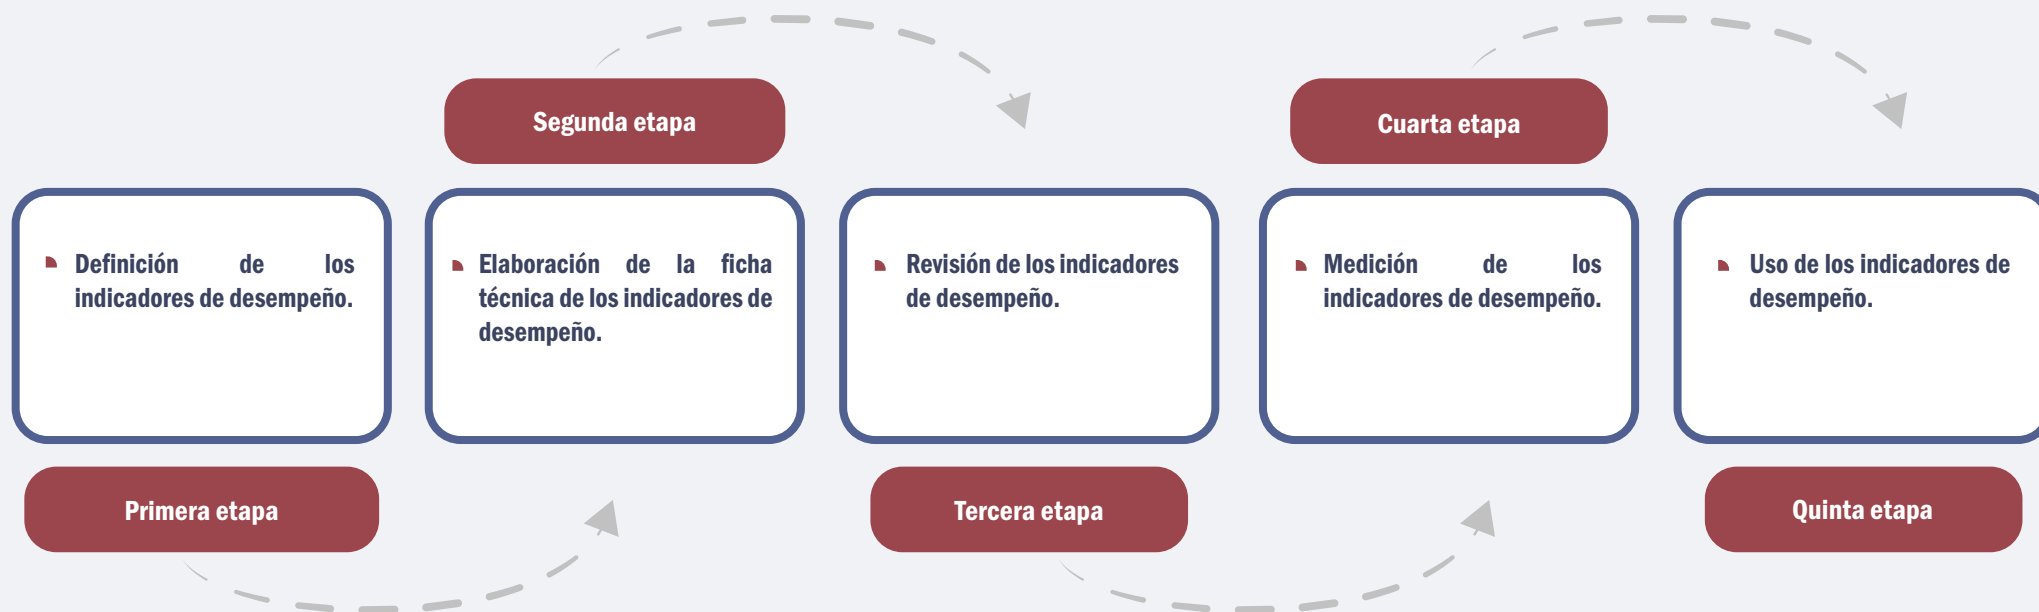 Segunda etapa
Cuarta etapa
Definición de los
indicadores de desempeño.
Elaboración de la ficha
técnica de los indicadores de
desempeño.
Revisión de los indicadores
de desempeño.
Medición de los
indicadores de desempeño.
Uso de los indicadores de
desempeño.
Primera etapa
Tercera etapa
Quinta etapa